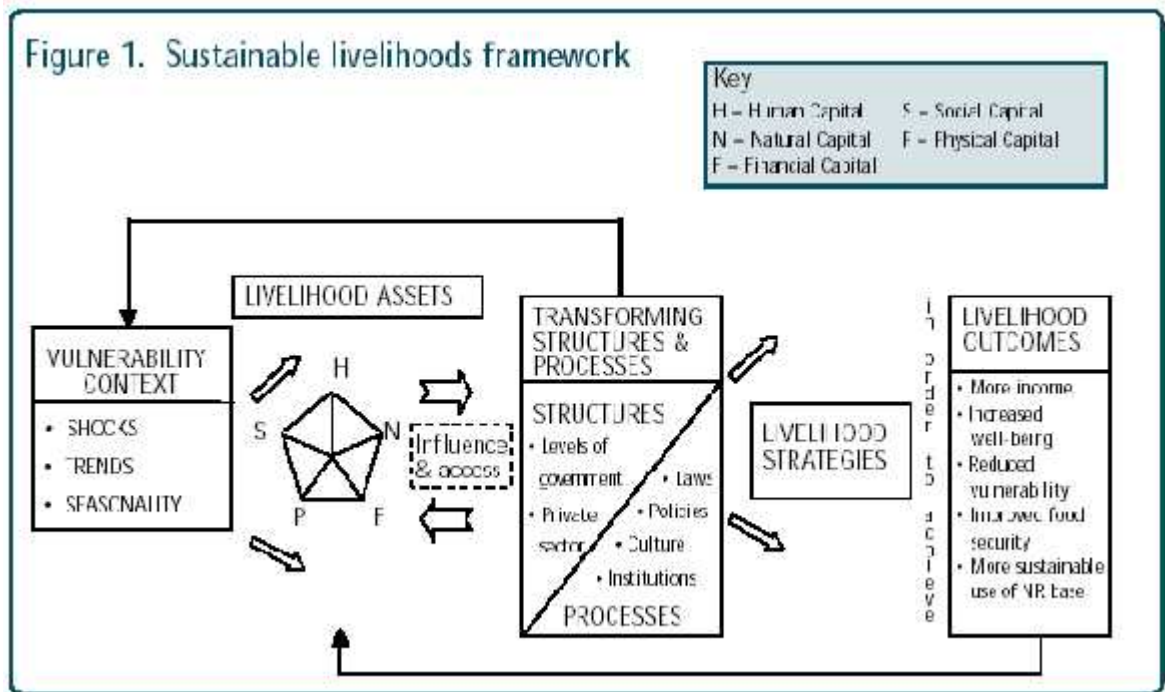 Figure 1. Sustainable livelihoods framework
Key
H = Human Capital S = Social Capital
N = Natural Capital P = Physical Capital
F = Financial Capital
LIVELIHOOD ASSETS
VULNERABILITY
CONTEXT
• SHOCKS
• TRENDS
• SEASONALITY
H
S
N
P
F
Influence
& access
TRANSFORMING
STRUCTURES &
PROCESSES
STRUCTURES
• Levels of
government
• Private
sector
• Laws
• Policies
• Culture
• Institutions
PROCESSES
LIVELIHOOD
STRATEGIES
in order to achieve
LIVELIHOOD
OUTCOMES
• More income
• Increased
well-being
• Reduced
vulnerability
• Improved food
security
• More sustainable
use of NR base